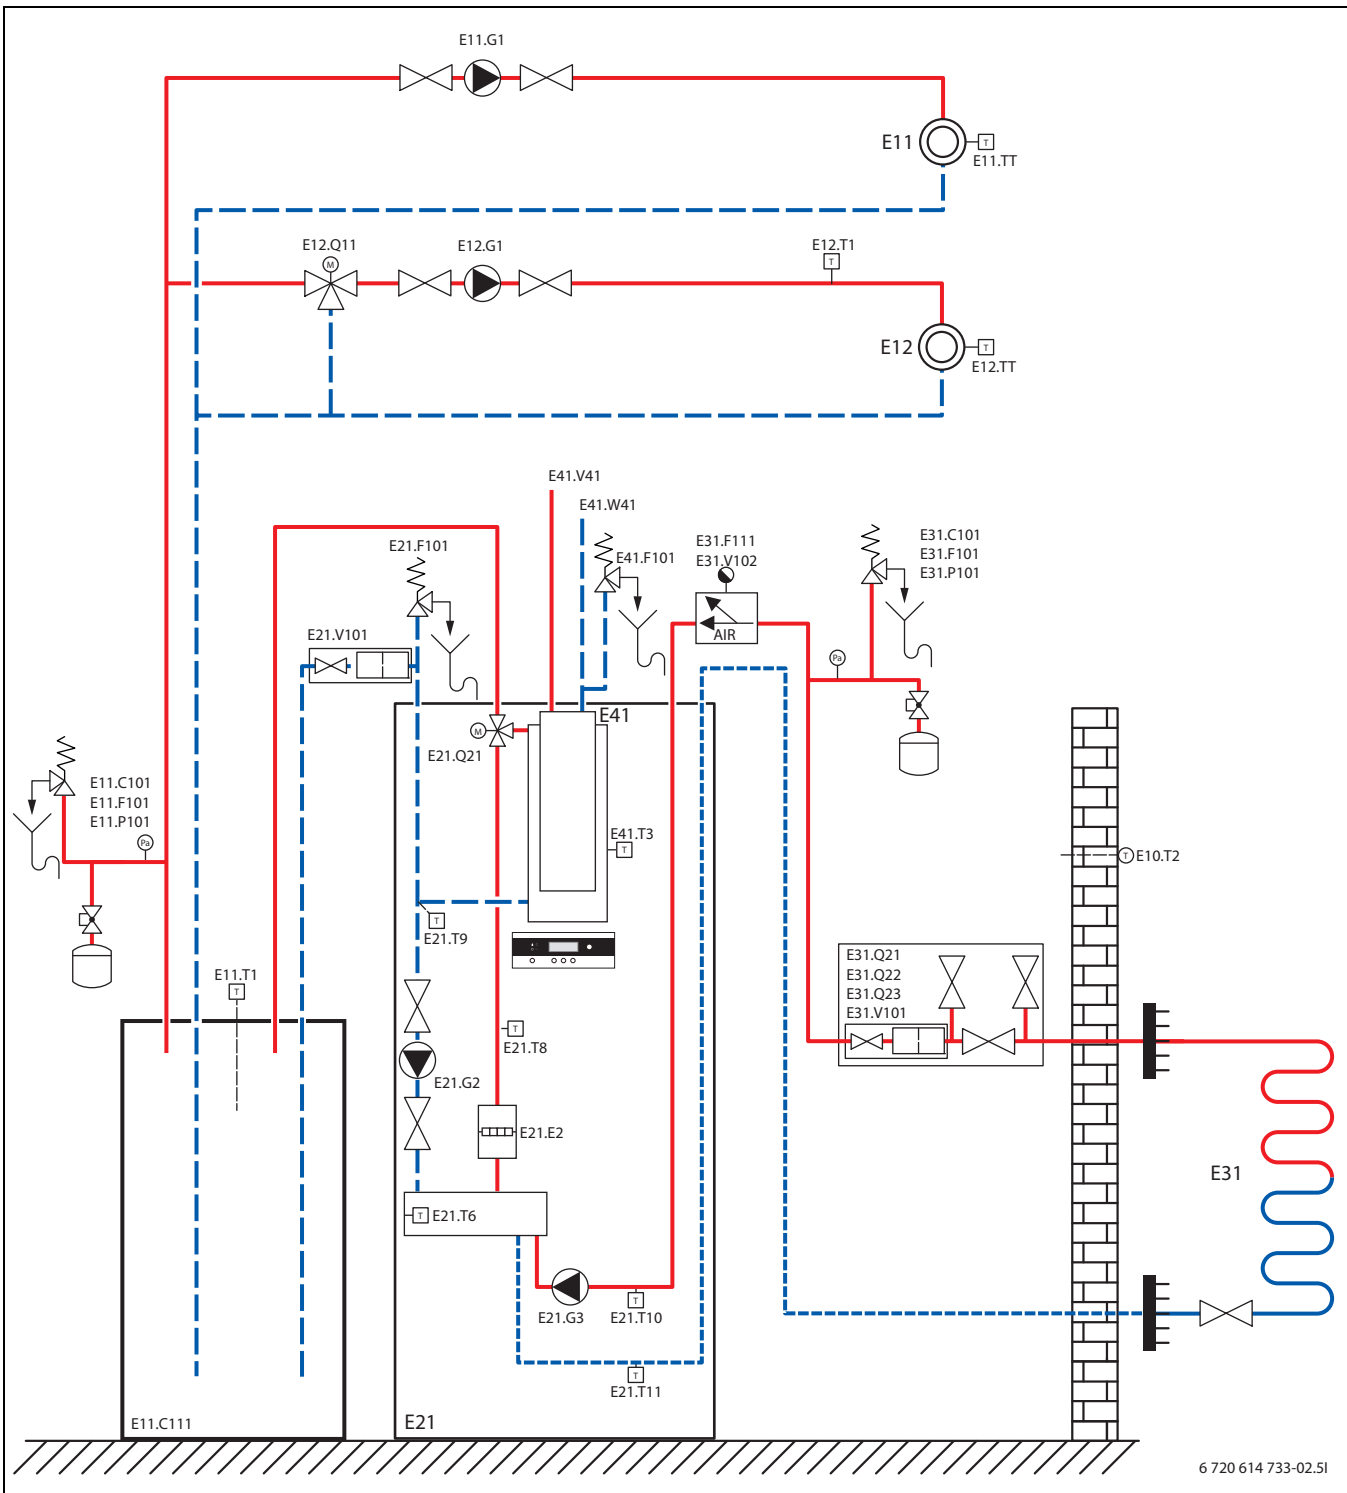 E11.G1
E11
T
E11.TT
E12.Q11
M
E12.G1
E12.T1
T
E12
T
E12.TT
E41.V41
E41.W41
E21.F101
E41.F101
E31.F111
E31.V102
AIR
E31.C101
E31.F101
E31.P101
Pa
E21.V101
E41
M
E21.Q21
E11.C101
E11.F101
E11.P101
Pa
E41.T3
T
T
E10.T2
T
E21.T9
E11.T1
T
E31.Q21
E31.Q22
E31.Q23
E31.V101
T
E21.T8
E21.G2
E21.E2
E31
T
E21.T6
T
E21.G3
E21.T10
T
E21.T11
E11.C111
E21
6 720 614 733-02.5I